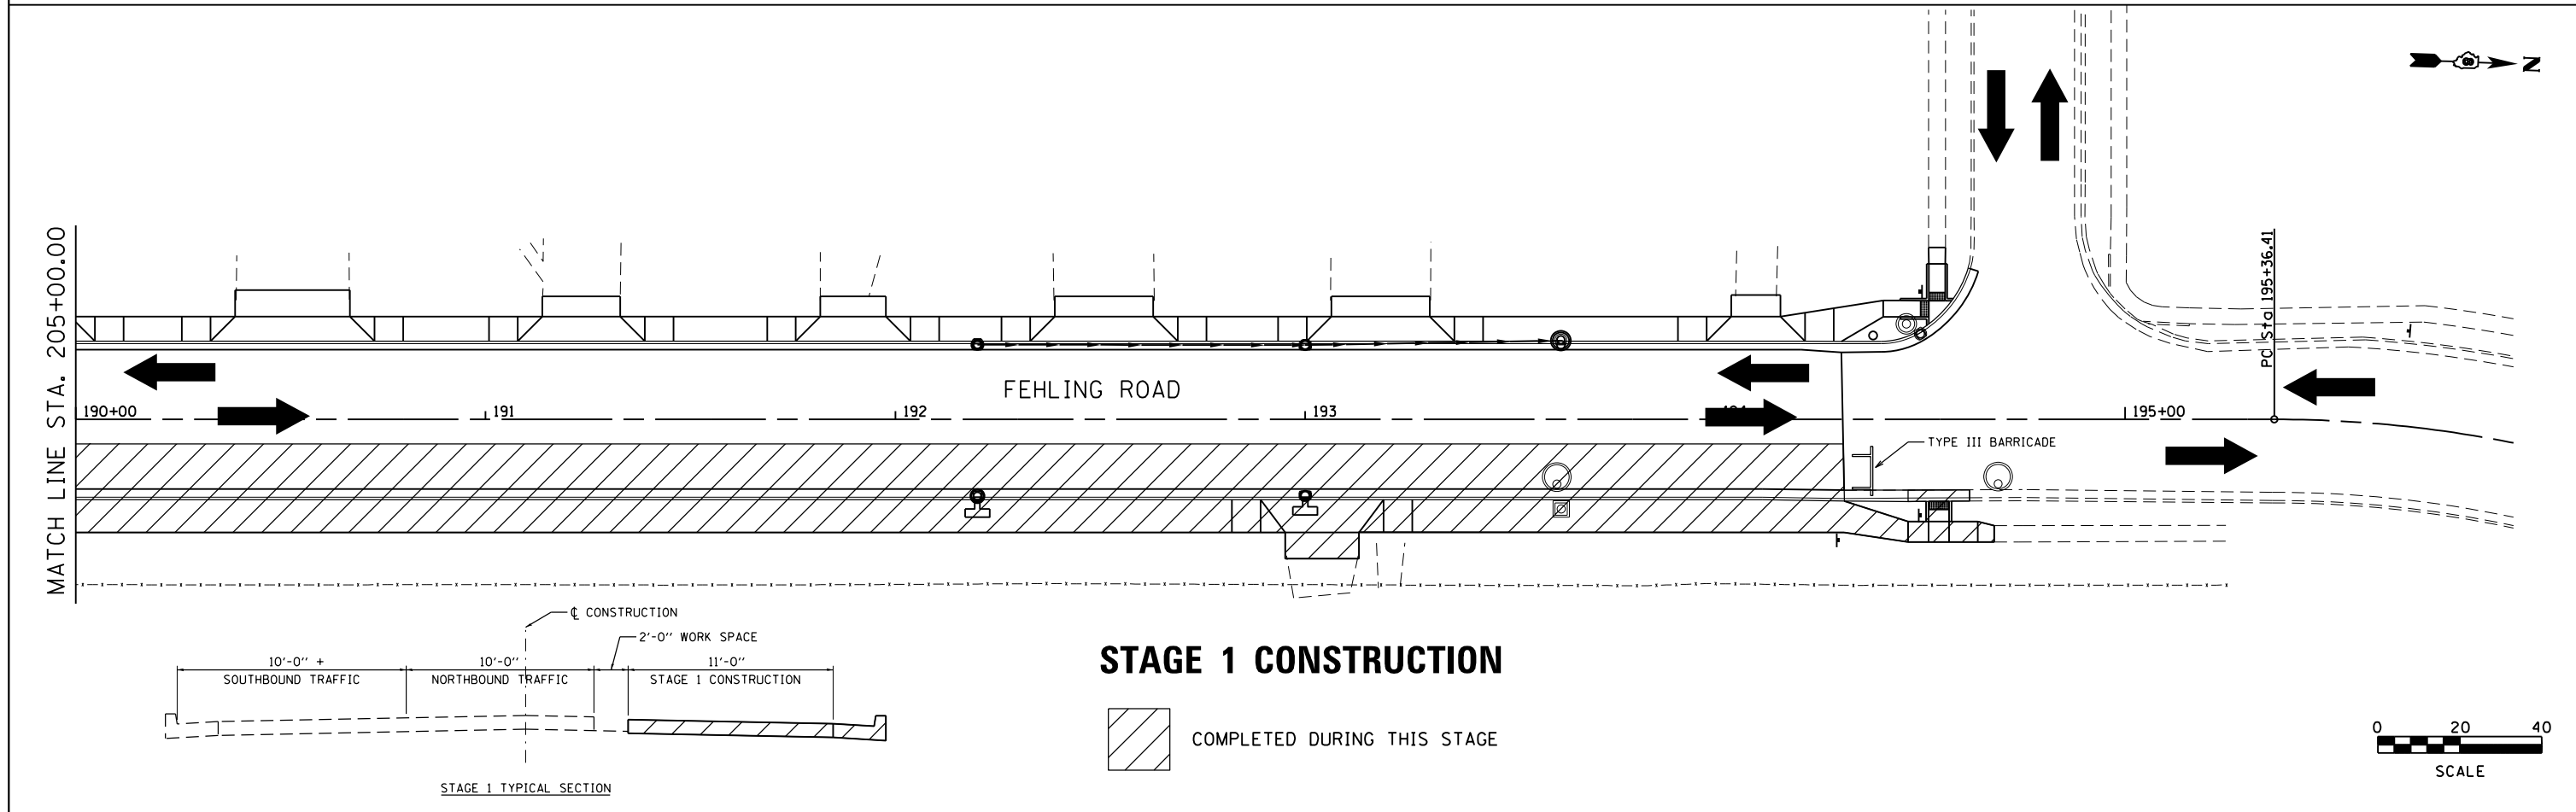 N
MATCH LINE STA. 205+00.00
PC Sta 195+36.41
FEHLING ROAD
190+00
191
192
193
195+00
TYPE III BARRICADE
℄ CONSTRUCTION
2'-0" WORK SPACE
10'-0" +
10'-0"
11'-0"
SOUTHBOUND TRAFFIC
NORTHBOUND TRAFFIC
STAGE 1 CONSTRUCTION
STAGE 1 TYPICAL SECTION
STAGE 1 CONSTRUCTION
COMPLETED DURING THIS STAGE
0 20 40
SCALE